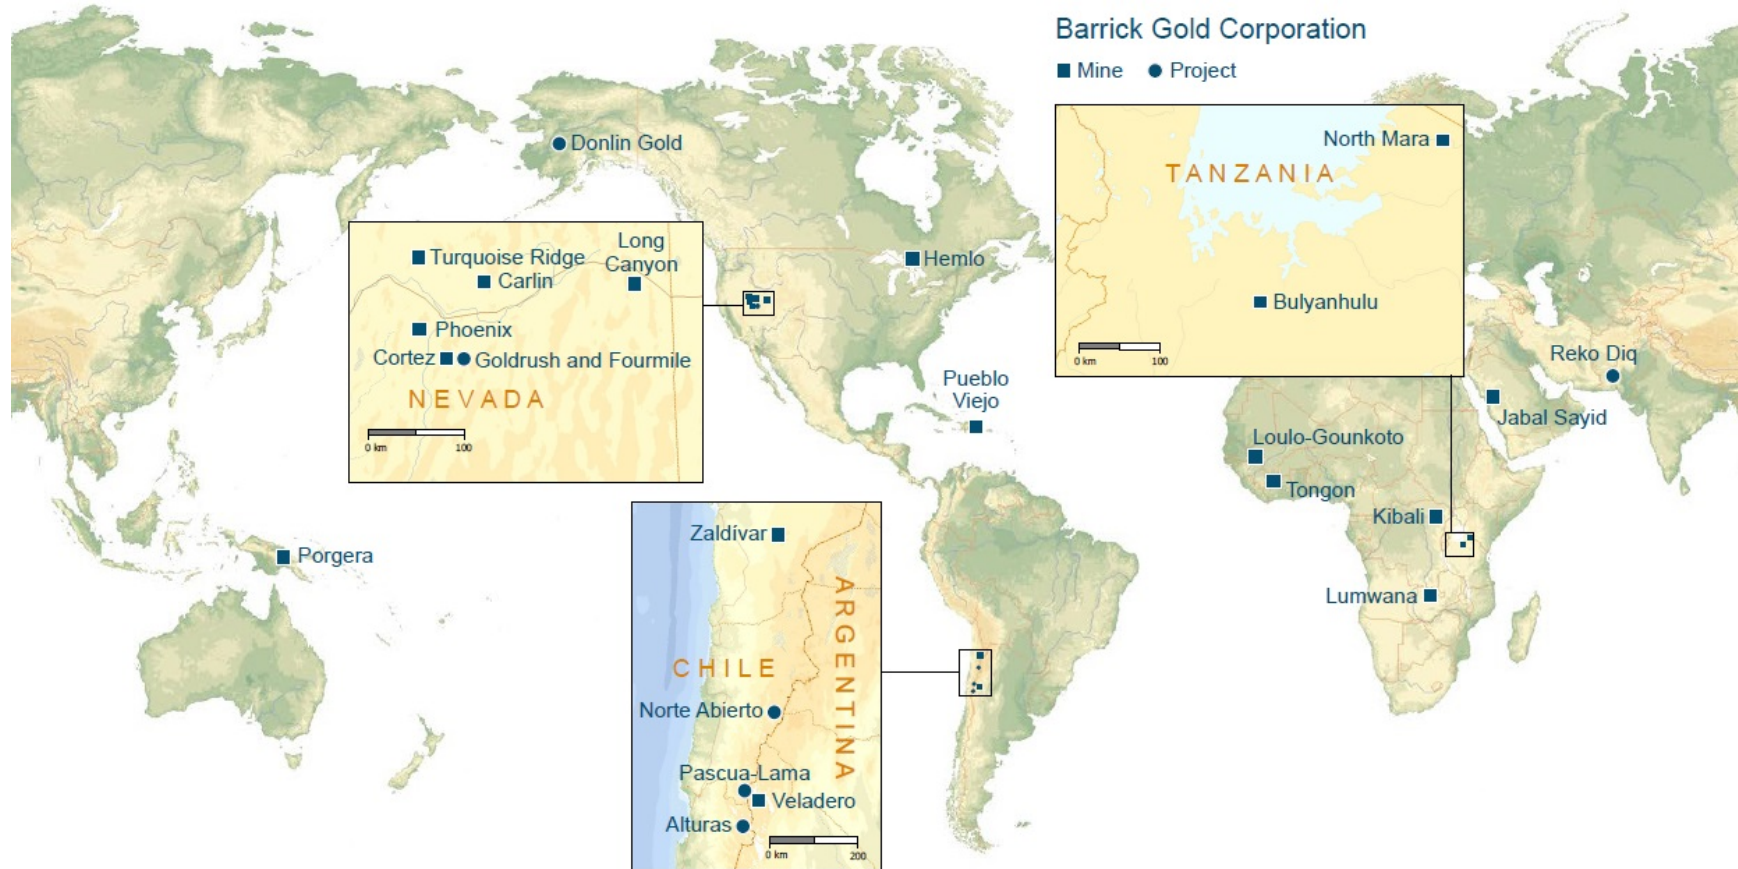 Barrick Gold Corporation
Mine
Project
Donlin Gold
Turquoise Ridge
Carlin
Long
Canyon
Phoenix
Cortez
Goldrush and Fourmile
NEVADA
0 km
100
Hemlo
Pueblo
Viejo
North Mara
TANZANIA
Bulyanhulu
0 km
100
Reko Diq
Jabal Sayid
Loulo-Gounkoto
Tongon
Kibali
Lumwana
Porgera
Zaldívar
CHILE
ARGENTINA
Norte Abierto
Pascua-Lama
Veladero
Alturas
0 km
200